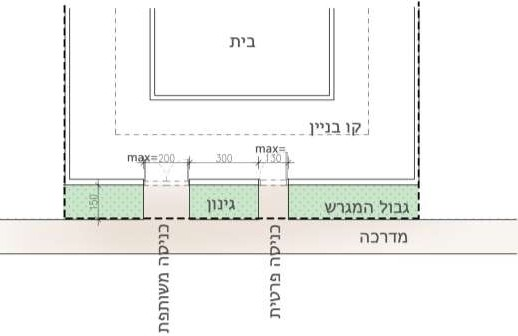 בית
קו בניין
max=200
300
max=
130
150
גינון
גבול המגרש
מדרכה
כניסה משותפת
כניסה פרטית